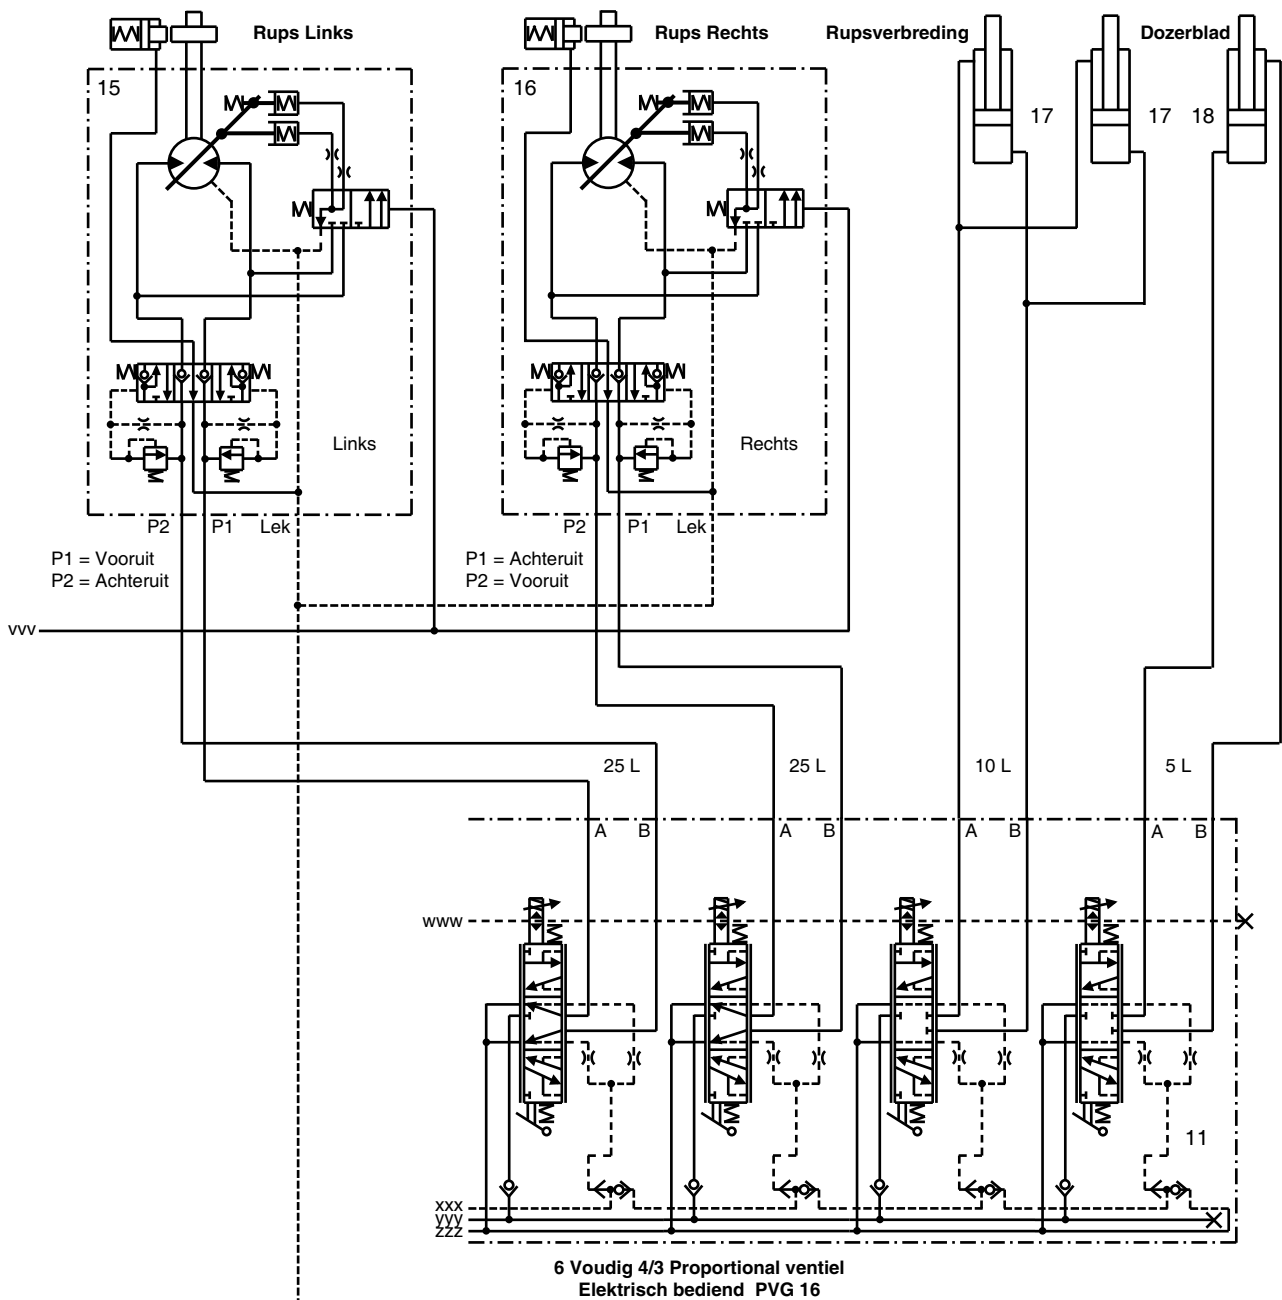 Rups Links
Rups Rechts
Rupsverbreding
Dozerblad
15
16
17
17
18
Links
Rechts
P2
P1
Lek
P2
P1
Lek
P1 = Vooruit
P2 = Achteruit
P1 = Achteruit
P2 = Vooruit
vvv
25 L
25 L
10 L
5 L
A
B
A
B
A
B
A
B
www
11
xxx
yyy
zzz
6 Voudig 4/3 Proportional ventiel
Elektrisch bediend PVG 16